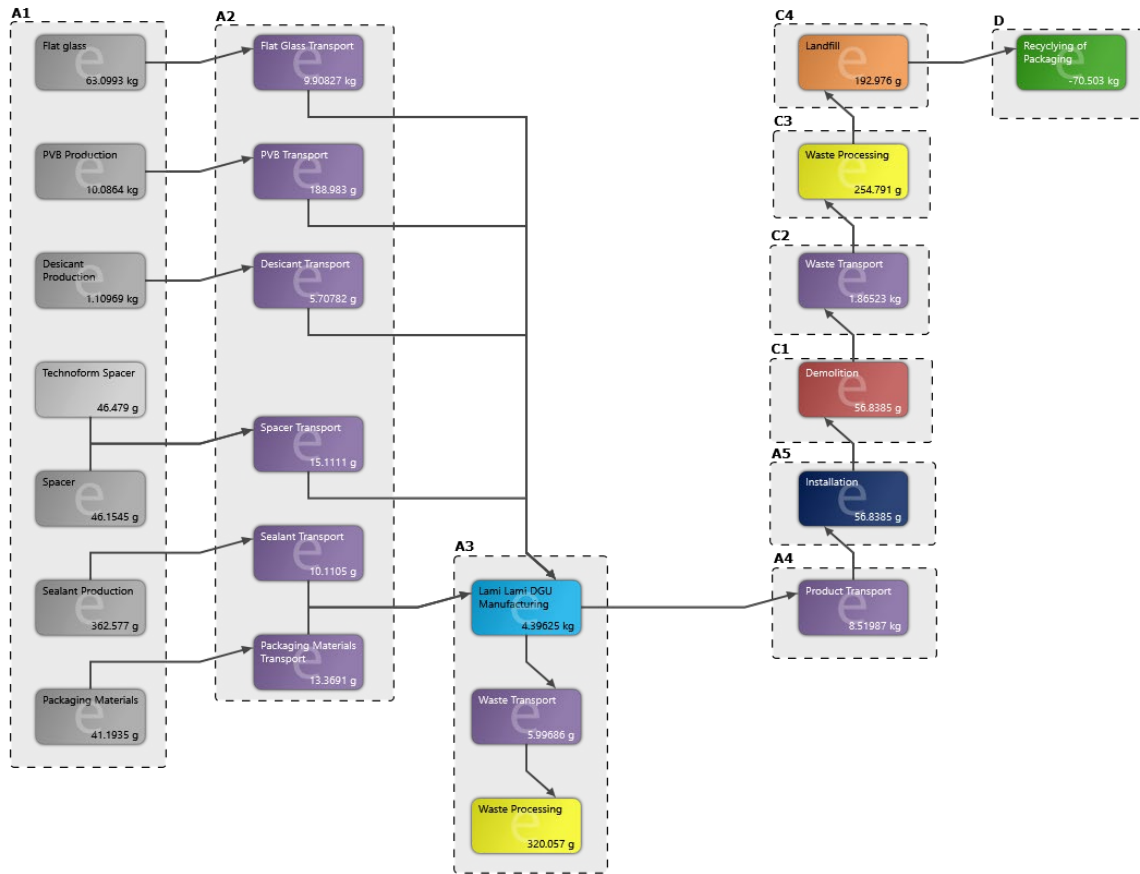 A1
Flat glass
63.0993 kg
PVB Production
10.0864 kg
Desicant
Production
1.10969 kg
Technoform Spacer
46.479 g
Spacer
46.1545 g
Sealant Production
362.577 g
Packaging Materials
41.1935 g
A2
Flat Glass Transport
9.90827 kg
PVB Transport
188.983 g
Desicant Transport
5.70782 g
Spacer Transport
15.1111 g
Sealant Transport
10.1105 g
Packaging Materials
Transport
13.3691 g
A3
Lami Lami DGU
Manufacturing
4.39625 kg
Waste Transport
5.99686 g
Waste Processing
320.057 g
C4
Landfill
192.976 g
C3
Waste Processing
254.791 g
C2
Waste Transport
1.86523 kg
C1
Demolition
56.8385 g
A5
Installation
56.8385 g
A4
Product Transport
8.51987 kg
D
Recyclying of
Packaging
-70.503 kg